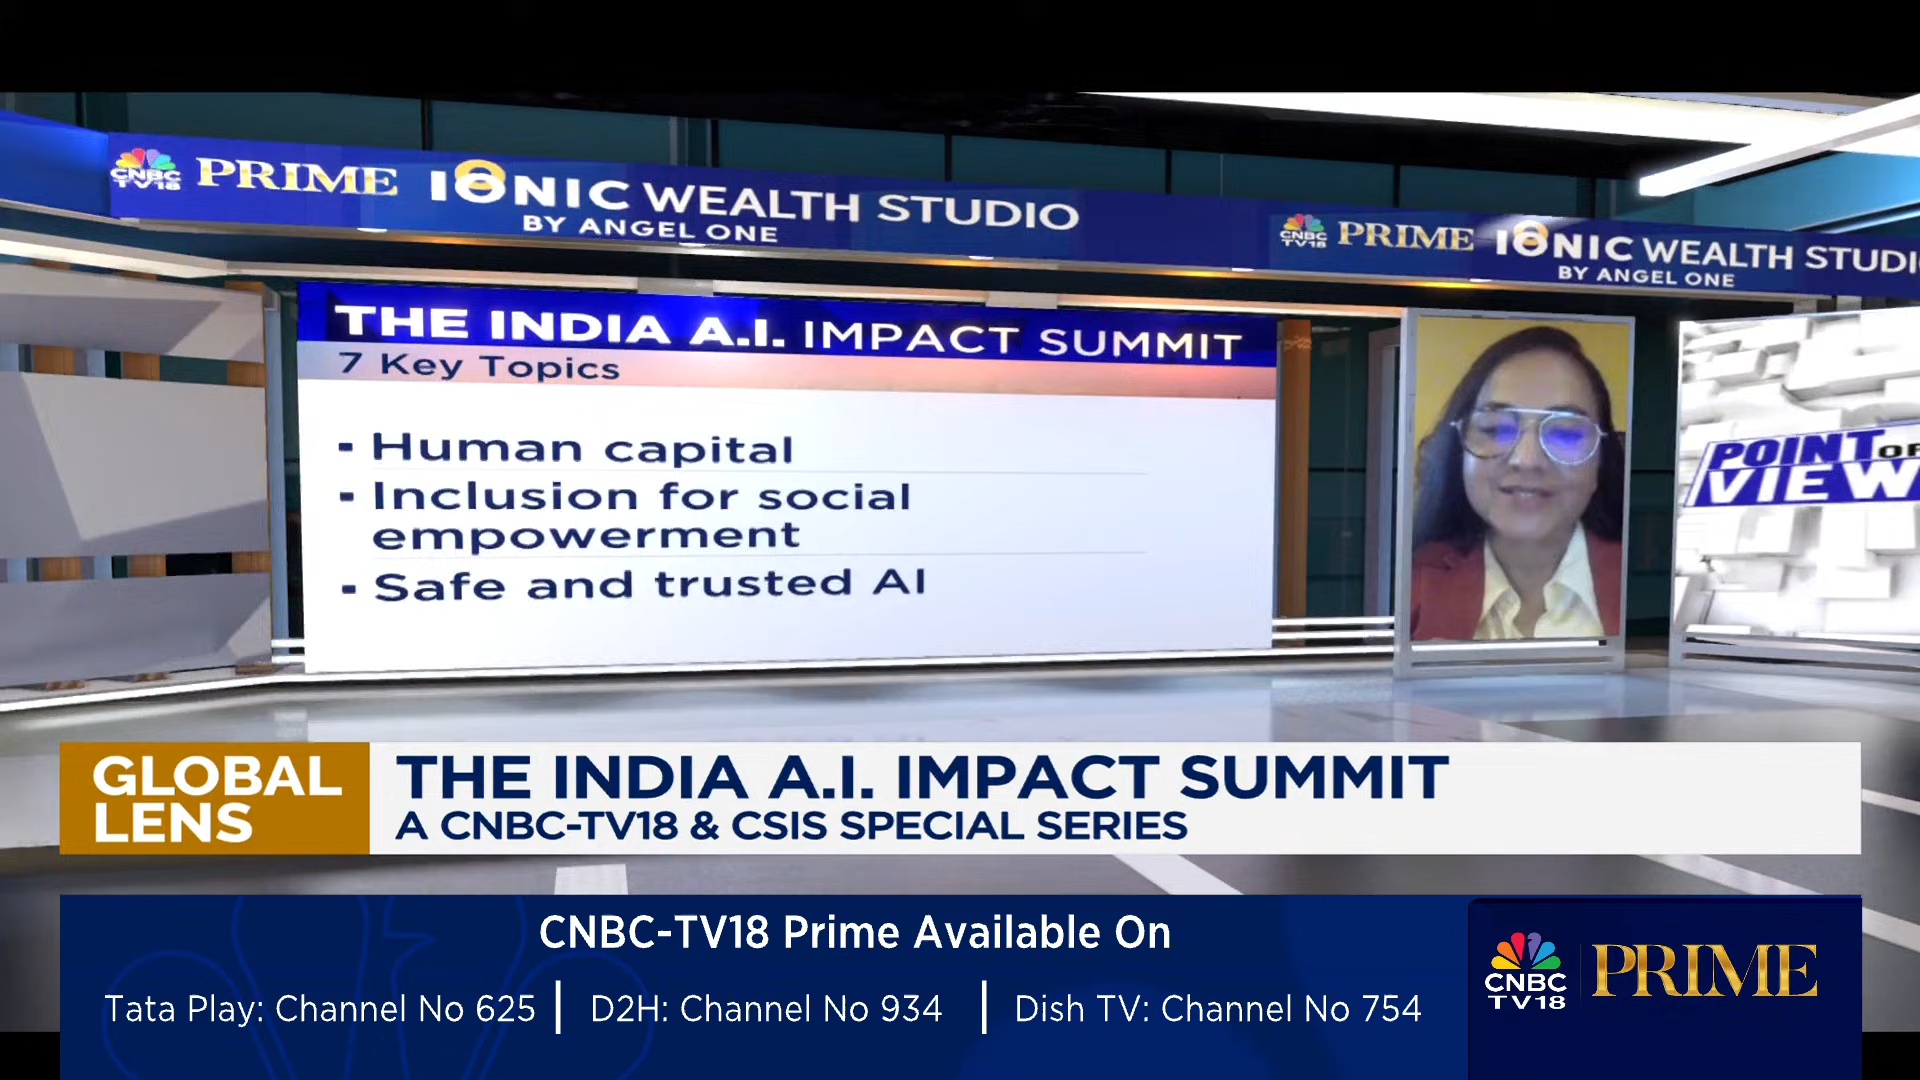 CNBC TV18 PRIME IONIC WEALTH STUDIO
BY ANGEL ONE
CNBC TV18 PRIME IONIC WEALTH STUDI
BY ANGEL ONE
THE INDIA A.I. IMPACT SUMMIT
7 Key Topics
▪ Human capital
▪ Inclusion for social
empowerment
▪ Safe and trusted AI
POINT OF
VIEW
GLOBAL
LENS
THE INDIA A.I. IMPACT SUMMIT
A CNBC-TV18 & CSIS SPECIAL SERIES
CNBC-TV18 Prime Available On
Tata Play: Channel No 625 | D2H: Channel No 934 | Dish TV: Channel No 754
CNBC
TV18
PRIME